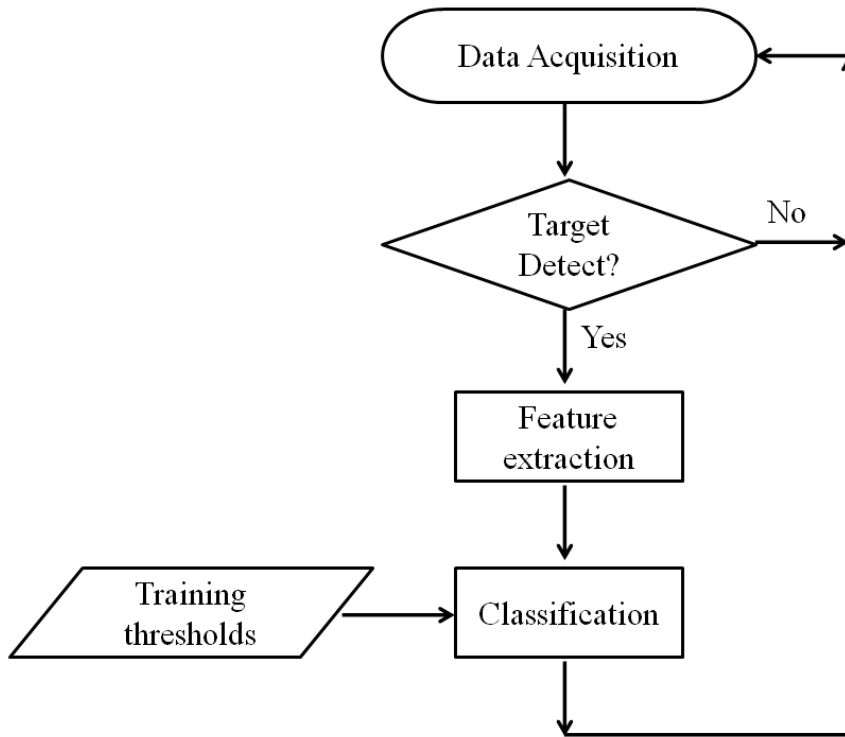 Data Acquisition
Target
Detect?
No
Yes
Feature
extraction
Training
thresholds
Classification